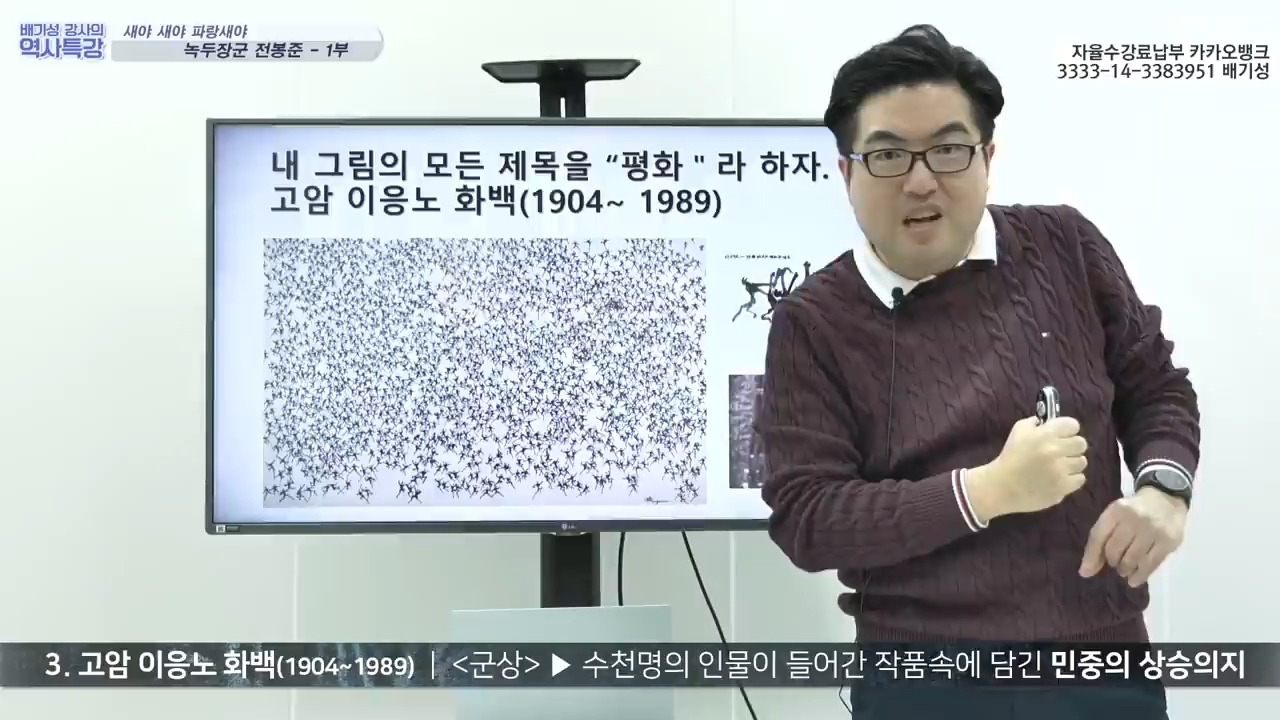 배기성 강사의
역사특강
새야 새야 파랑새야
녹두장군 전봉준 - 1부
자율수강료납부 카카오뱅크
3333-14-3383951 배기성
내 그림의 모든 제목을 “평화 " 라 하자.
고암 이응노 화백(1904~ 1989)
LG
3. 고암 이응노 화백(1904~1989) | <군상> ▶ 수천명의 인물이 들어간 작품속에 담긴 민중의 상승의지